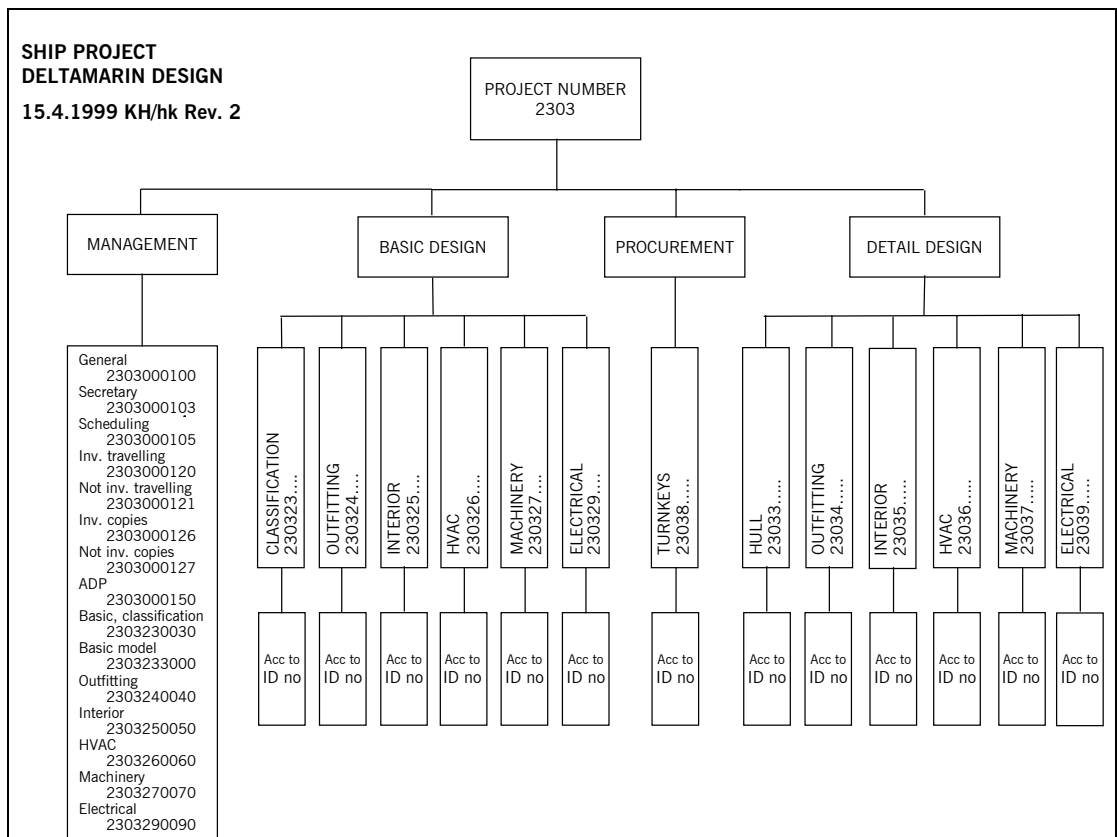 SHIP PROJECT
DELTAMARIN DESIGN
15.4.1999 KH/hk Rev. 2
PROJECT NUMBER
2303
MANAGEMENT
BASIC DESIGN
PROCUREMENT
DETAIL DESIGN
General
2303000100
Secretary
2303000103
Scheduling
2303000105
Inv. travelling
2303000120
Not inv. travelling
2303000121
Inv. copies
2303000126
Not inv. copies
2303000127
ADP
2303000150
Basic, classification
2303230030
Basic model
2303233000
Outfitting
2303240040
Interior
2303250050
HVAC
2303260060
Machinery
2303270070
Electrical
2303290090
CLASSIFICATION
230323....
OUTFITTING
230324....
INTERIOR
230325....
HVAC
230326....
MACHINERY
230327....
ELECTRICAL
230329....
TURNKEYS
23038.....
HULL
23033.....
OUTFITTING
23034.....
INTERIOR
23035.....
HVAC
23036.....
MACHINERY
23037.....
ELECTRICAL
23039.....
Acc to
ID no
Acc to
ID no
Acc to
ID no
Acc to
ID no
Acc to
ID no
Acc to
ID no
Acc to
ID no
Acc to
ID no
Acc to
ID no
Acc to
ID no
Acc to
ID no
Acc to
ID no
Acc to
ID no